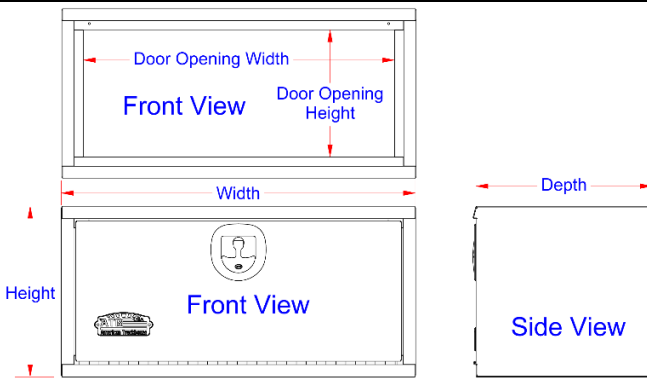 Door Opening Width
Door Opening
Height
Front View
Width
Depth
Height
Front View
Side View